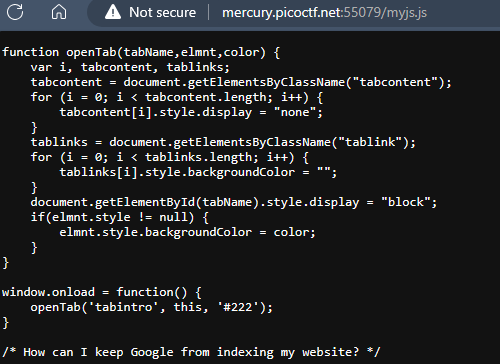 Not secure | mercury.picoctf.net:55079/myjs.js
function openTab(tabName,elmnt,color) {
    var i, tabcontent, tablinks;
    tabcontent = document.getElementsByClassName("tabcontent");
    for (i = 0; i < tabcontent.length; i++) {
        tabcontent[i].style.display = "none";
    }
    tablinks = document.getElementsByClassName("tablink");
    for (i = 0; i < tablinks.length; i++) {
        tablinks[i].style.backgroundColor = "";
    }
    document.getElementById(tabName).style.display = "block";
    if(elmnt.style != null) {
        elmnt.style.backgroundColor = color;
    }
}

window.onload = function() {
    openTab('tabintro', this, '#222');
}

/* How can I keep Google from indexing my website? */